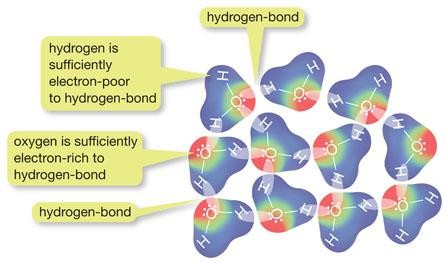 hydrogen-bond
hydrogen is
sufficiently
electron-poor
to hydrogen-bond
oxygen is sufficiently
electron-rich to
hydrogen-bond
hydrogen-bond
H O H
H O H
H O H
H O H
H O H
H O H
H O H
H O H
H O H
H O H
H O H